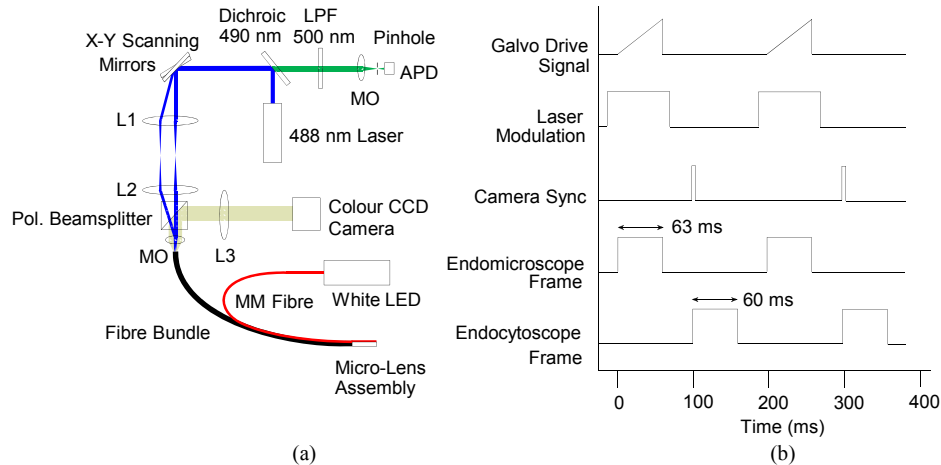 Dichroic
490 nm
LPF
500 nm
X-Y Scanning
Mirrors
Pinhole
APD
MO
488 nm Laser
L1
L2
Pol. Beamsplitter
Colour CCD
Camera
L3
MO
MM Fibre
White LED
Fibre Bundle
Micro-Lens
Assembly
(a)
Galvo Drive
Signal
Laser
Modulation
Camera Sync
63 ms
Endomicroscope
Frame
60 ms
Endocytoscope
Frame
0
100
200
300
400
Time (ms)
(b)